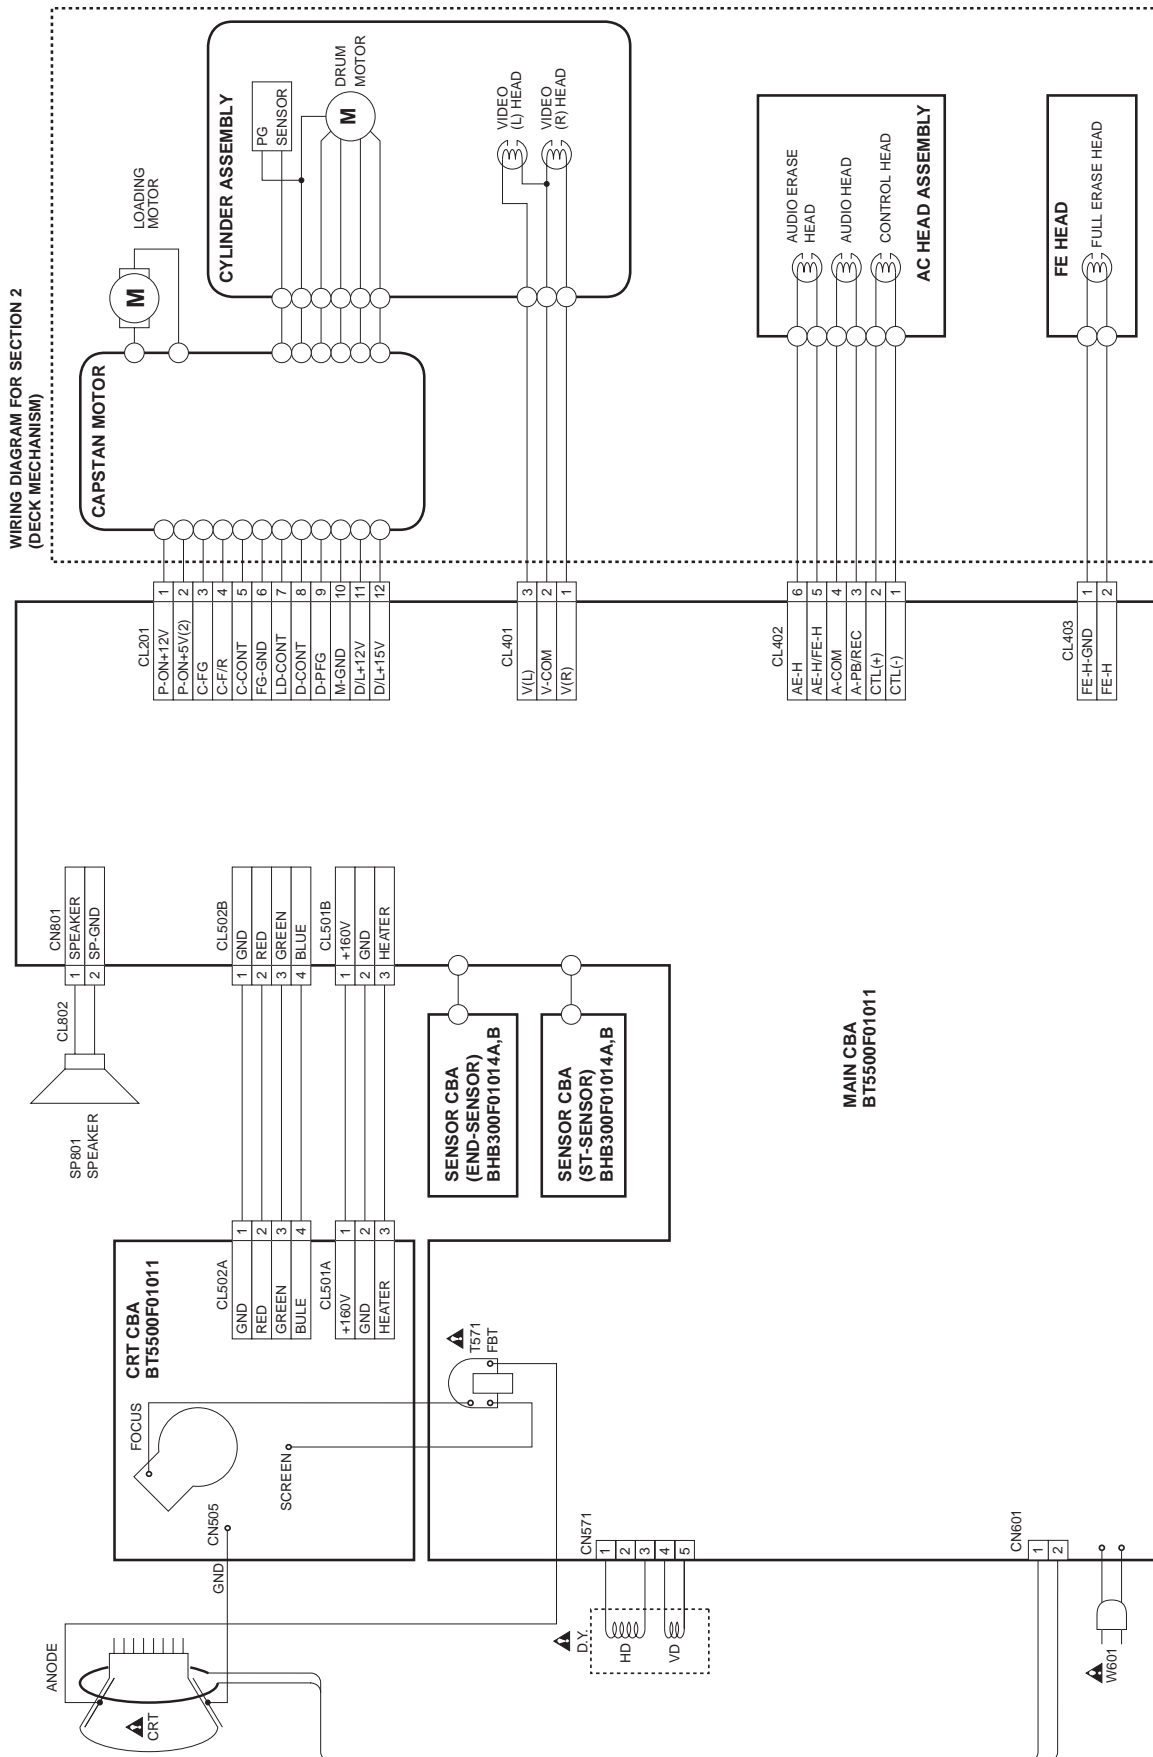 WIRING DIAGRAM FOR SECTION 2
(DECK MECHANISM)
LOADING
MOTOR
M
CAPSTAN MOTOR
CYLINDER ASSEMBLY
PG
SENSOR
DRUM
MOTOR
M
VIDEO
(L) HEAD
VIDEO
(R) HEAD
AUDIO ERASE
HEAD
AUDIO HEAD
CONTROL HEAD
AC HEAD ASSEMBLY
FE HEAD
FULL ERASE HEAD
CL201
P-ON+12V 1
P-ON+5V(2) 2
C-FG 3
C-F/R 4
C-CONT 5
FG-GND 6
LD-CONT 7
D-CONT 8
D-PFG 9
M-GND 10
D/L+12V 11
D/L+15V 12
CL401
V(L) 3
V-COM 2
V(R) 1
CL402
AE-H 6
AE-H/FE-H 5
A-COM 4
A-PB/REC 3
CTL(+) 2
CTL(-) 1
CL403
FE-H-GND 1
FE-H 2
SP801
SPEAKER
CL802
CN801
1 SPEAKER
2 SP-GND
CL502B
1 GND
2 RED
3 GREEN
4 BLUE
CL501B
1 +160V
2 GND
3 HEATER
SENSOR CBA
(END-SENSOR)
BHB300F01014A,B
SENSOR CBA
(ST-SENSOR)
BHB300F01014A,B
MAIN CBA
BT5500F01011
CRT CBA
BT5500F01011
CL502A
GND 1
RED 2
GREEN 3
BULE 4
CL501A
+160V 1
GND 2
HEATER 3
FOCUS
SCREEN
CN505
GND
T571
FBT
ANODE
CRT
CN571
1
2
3
4
5
D.Y.
HD
VD
CN601
1
2
W601